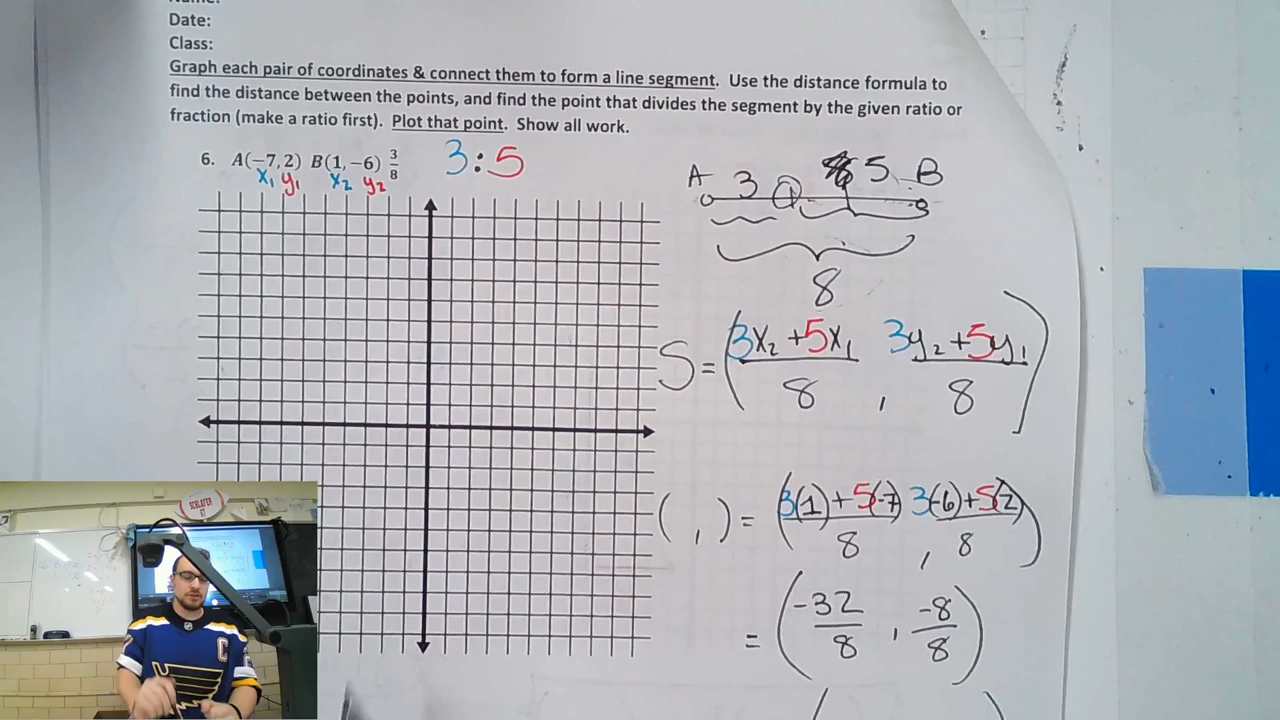 Date:
Class:
Graph each pair of coordinates & connect them to form a line segment. Use the distance formula to
find the distance between the points, and find the point that divides the segment by the given ratio or
fraction (make a ratio first). Plot that point. Show all work.
6. A(−7, 2) B(1, −6) 3/8 3:5
x₁ y₁ x₂ y₂
A 3 5 B
8
S = (3x₂ + 5x₁ / 8 , 3y₂ + 5y₁ / 8)
( , ) = (3(1) + 5(-7) / 8 , 3(-6) + 5(2) / 8)
= (-32/8 , -8/8)
C